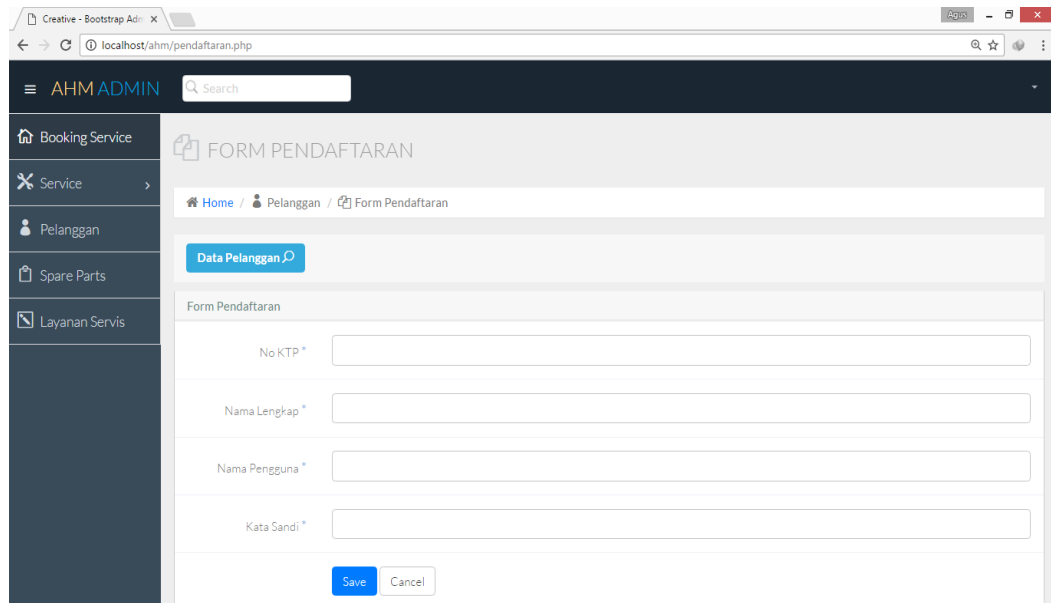 Creative - Bootstrap Adm
Agus
localhost/ahm/pendaftaran.php
AHM ADMIN
Search
Booking Service
FORM PENDAFTARAN
Service
Home / Pelanggan / Form Pendaftaran
Pelanggan
Data Pelanggan
Spare Parts
Form Pendaftaran
Layanan Servis
No KTP *
Nama Lengkap *
Nama Pengguna *
Kata Sandi *
Save Cancel